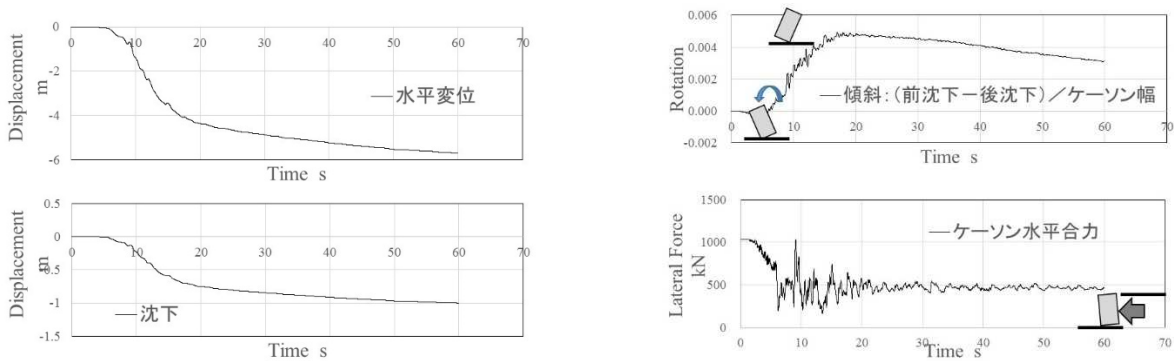 0
-2
-4
-6
0 10 20 30 40 50 60 70
Displacement
m
水平変位
Time s
0.5
0
-0.5
-1
-1.5
0 10 20 30 40 50 60 70
Displacement
m
沈下
Time s
0.006
0.004
0.002
0.000
-0.002
0 10 20 30 40 50 60 70
Rotation
傾斜:(前沈下-後沈下)/ケーソン幅
Time s
1500
1000
500
0
0 10 20 30 40 50 60 70
Lateral Force
kN
ケーソン水平合力
Time s